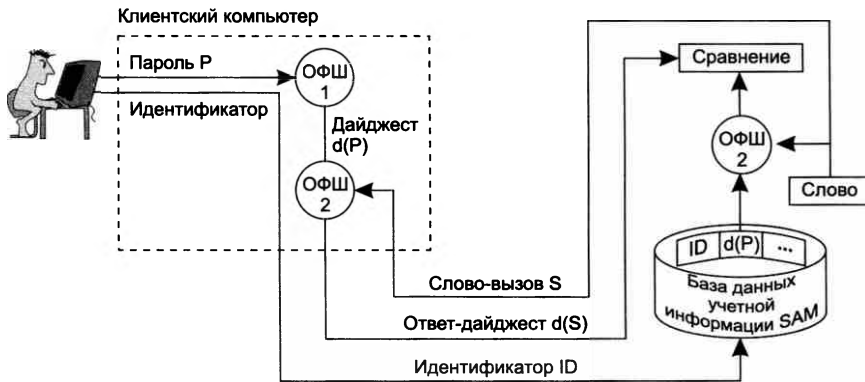 Клиентский компьютер
Пароль P
Идентификатор
ОФШ
1
Дайджест
d(P)
ОФШ
2
Сравнение
ОФШ
2
Слово
ID d(P) ...
База данных
учетной
информации SAM
Слово-вызов S
Ответ-дайджест d(S)
Идентификатор ID